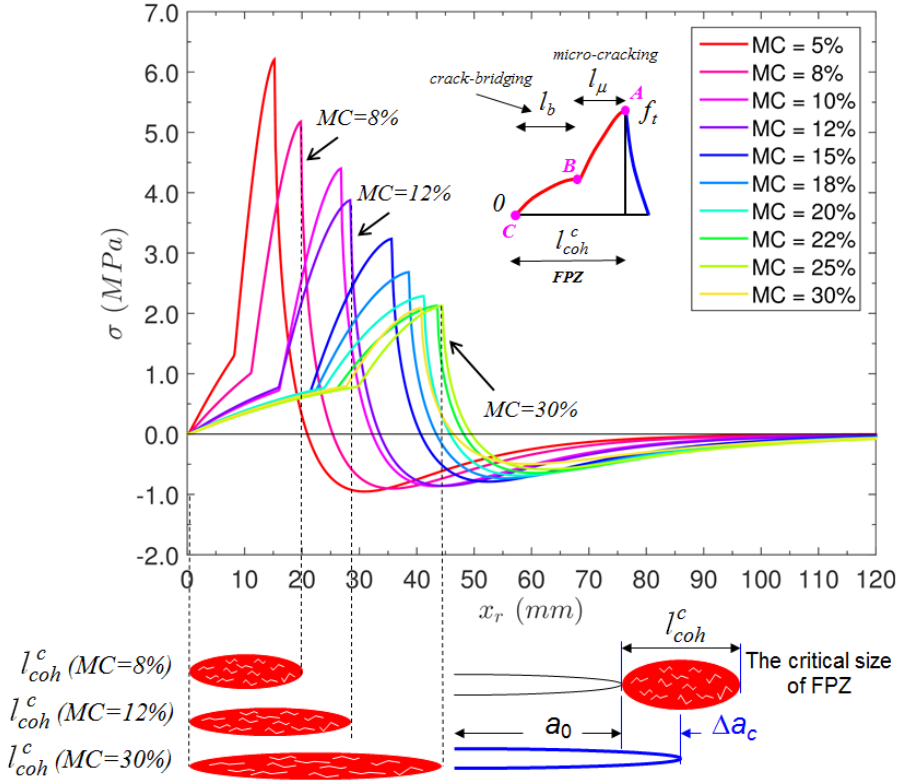 σ (MPa)
6.0
5.0
4.0
3.0
2.0
1.0
0.0
-1.0
-2.0
0
10
20
30
40
50
60
70
80
90
100
110
120
x_r (mm)
MC=8%
MC=12%
MC=30%
micro-cracking
crack-bridging
l_μ
l_b
A
f_t
B
0
C
l^c_coh
FPZ
MC = 5%
MC = 8%
MC = 10%
MC = 12%
MC = 15%
MC = 18%
MC = 20%
MC = 22%
MC = 25%
MC = 30%
l^c_coh (MC=8%)
l^c_coh (MC=12%)
l^c_coh (MC=30%)
l^c_coh
The critical size
of FPZ
a_0
Δa_c